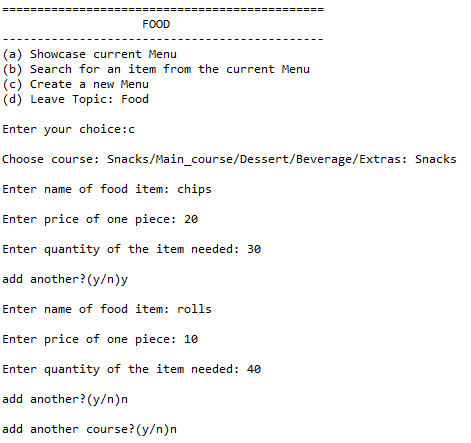 ==============================================
FOOD
----------------------------------------------
(a) Showcase current Menu
(b) Search for an item from the current Menu
(c) Create a new Menu
(d) Leave Topic: Food
Enter your choice:c
Choose course: Snacks/Main_course/Dessert/Beverage/Extras: Snacks
Enter name of food item: chips
Enter price of one piece: 20
Enter quantity of the item needed: 30
add another?(y/n)y
Enter name of food item: rolls
Enter price of one piece: 10
Enter quantity of the item needed: 40
add another?(y/n)n
add another course?(y/n)n